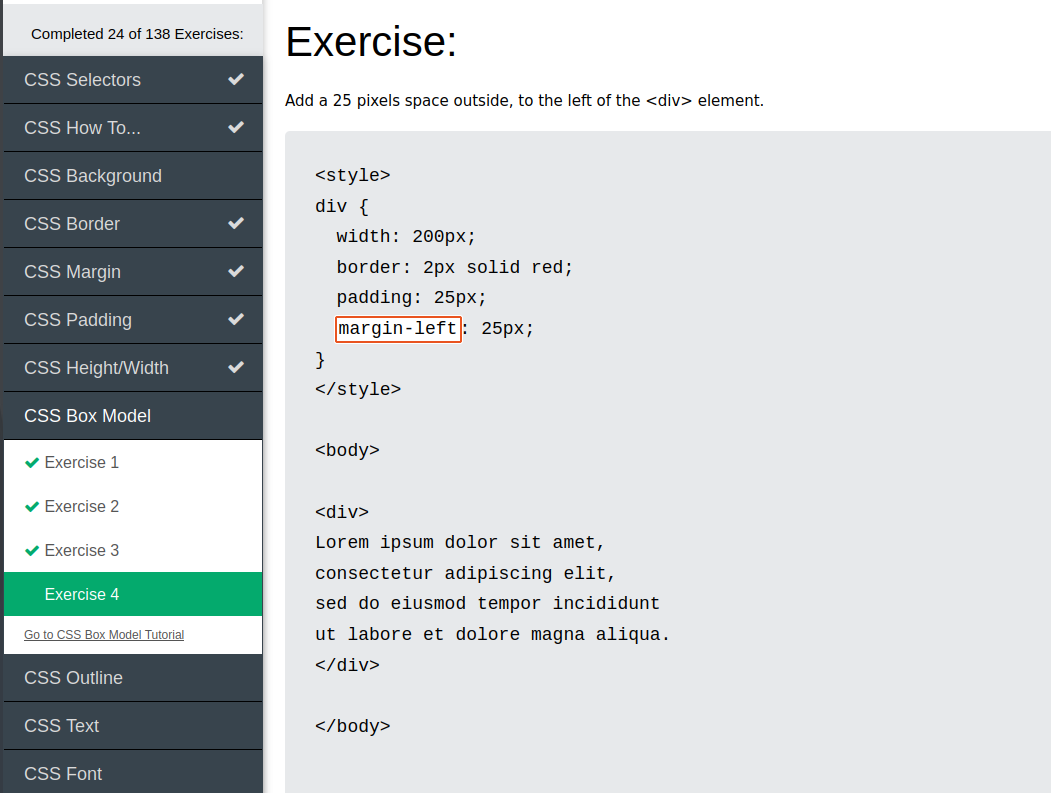 Completed 24 of 138 Exercises:
CSS Selectors
CSS How To...
CSS Background
CSS Border
CSS Margin
CSS Padding
CSS Height/Width
CSS Box Model
Exercise 1
Exercise 2
Exercise 3
Exercise 4
Go to CSS Box Model Tutorial
CSS Outline
CSS Text
CSS Font
Exercise:
Add a 25 pixels space outside, to the left of the <div> element.
<style>
div {
  width: 200px;
  border: 2px solid red;
  padding: 25px;
  margin-left: 25px;
}
</style>
<body>
<div>
Lorem ipsum dolor sit amet,
consectetur adipiscing elit,
sed do eiusmod tempor incididunt
ut labore et dolore magna aliqua.
</div>
</body>